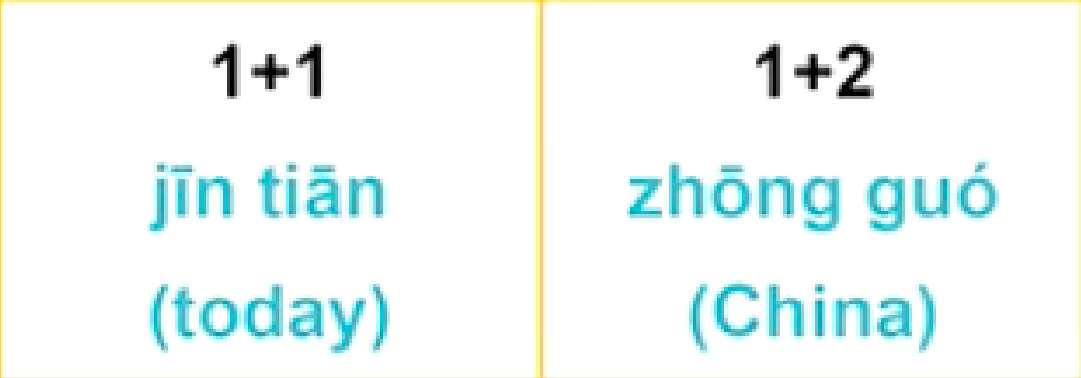 1+1
jīn tiān
(today)
1+2
zhōng guó
(China)